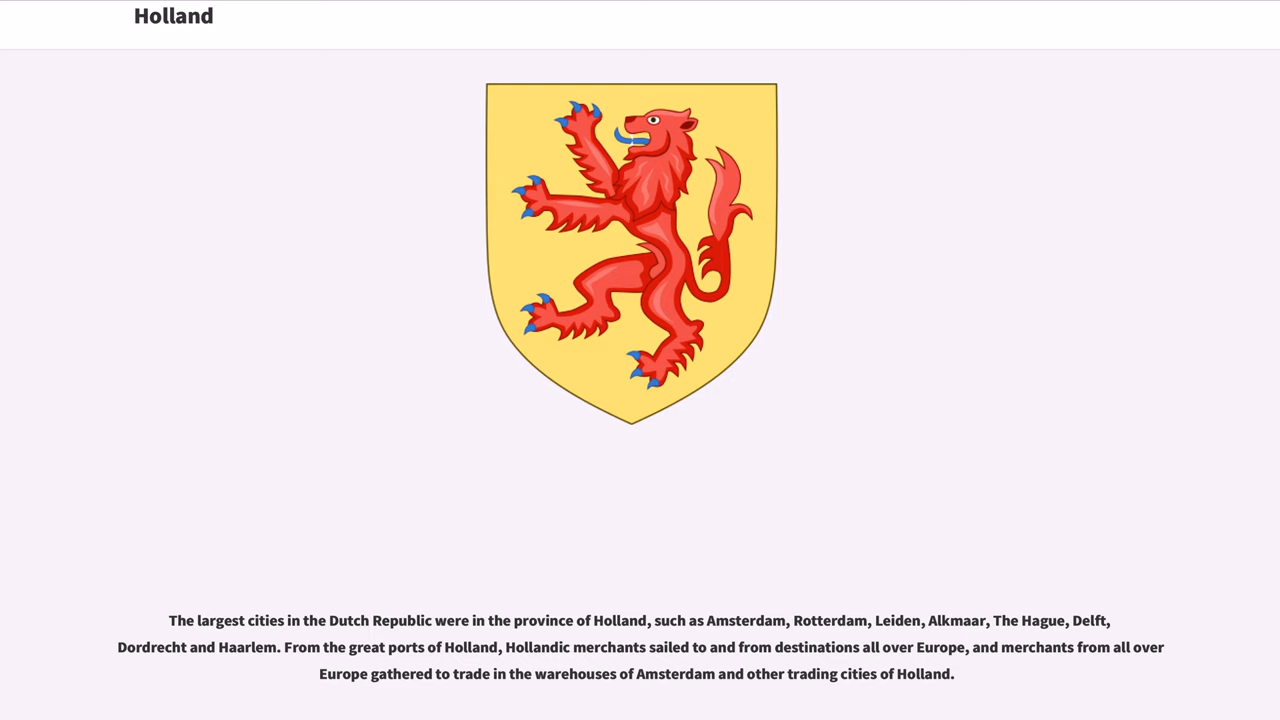 Holland
The largest cities in the Dutch Republic were in the province of Holland, such as Amsterdam, Rotterdam, Leiden, Alkmaar, The Hague, Delft,
Dordrecht and Haarlem. From the great ports of Holland, Hollandic merchants sailed to and from destinations all over Europe, and merchants from all over
Europe gathered to trade in the warehouses of Amsterdam and other trading cities of Holland.